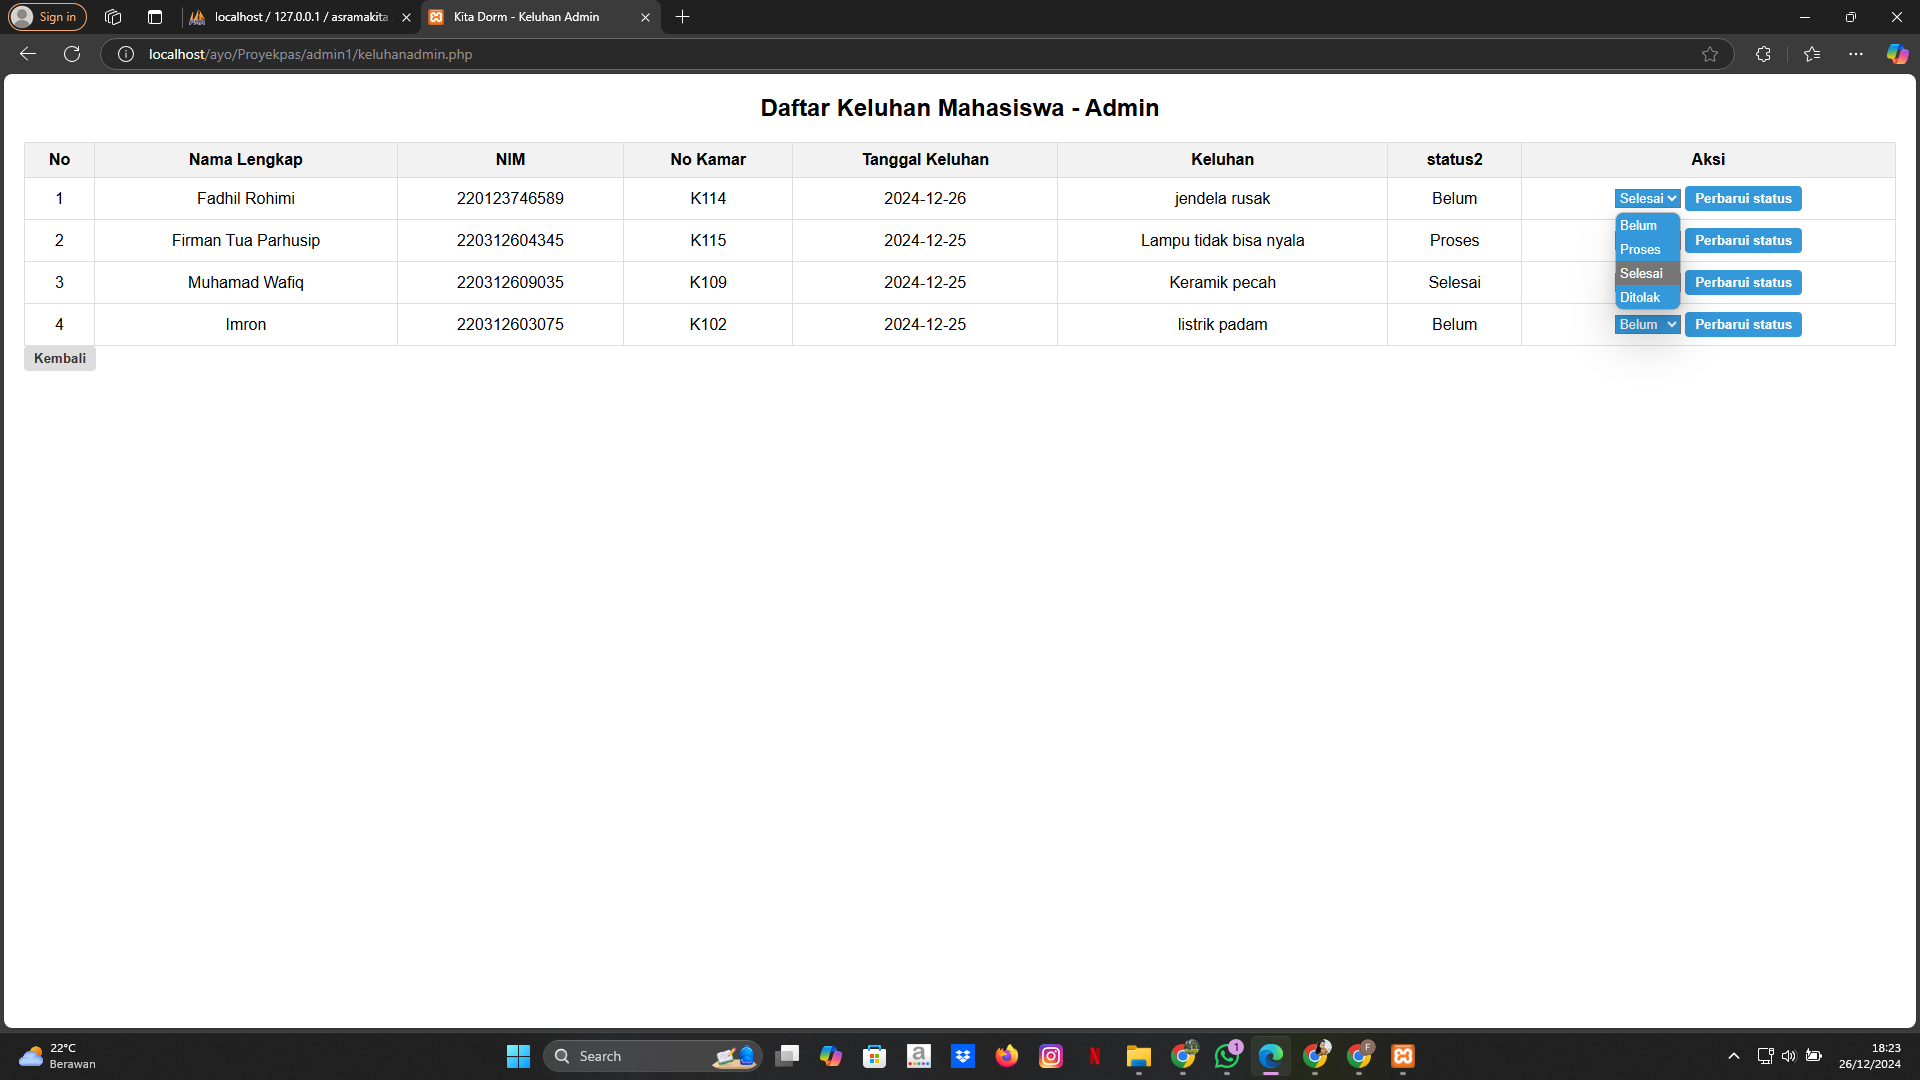 Sign in
localhost / 127.0.0.1 / asramakita
Kita Dorm - Keluhan Admin
localhost/ayo/Proyekpas/admin1/keluhanadmin.php
Daftar Keluhan Mahasiswa - Admin
No Nama Lengkap NIM No Kamar Tanggal Keluhan Keluhan status2 Aksi
1 Fadhil Rohimi 220123746589 K114 2024-12-26 jendela rusak Belum Selesai Perbarui status
Belum
2 Firman Tua Parhusip 220312604345 K115 2024-12-25 Lampu tidak bisa nyala Proses Perbarui status
Proses
Selesai
3 Muhamad Wafiq 220312609035 K109 2024-12-25 Keramik pecah Selesai Perbarui status
Ditolak
4 Imron 220312603075 K102 2024-12-25 listrik padam Belum Belum Perbarui status
Kembali
22°C
Berawan
Search
1
F
18:23
26/12/2024